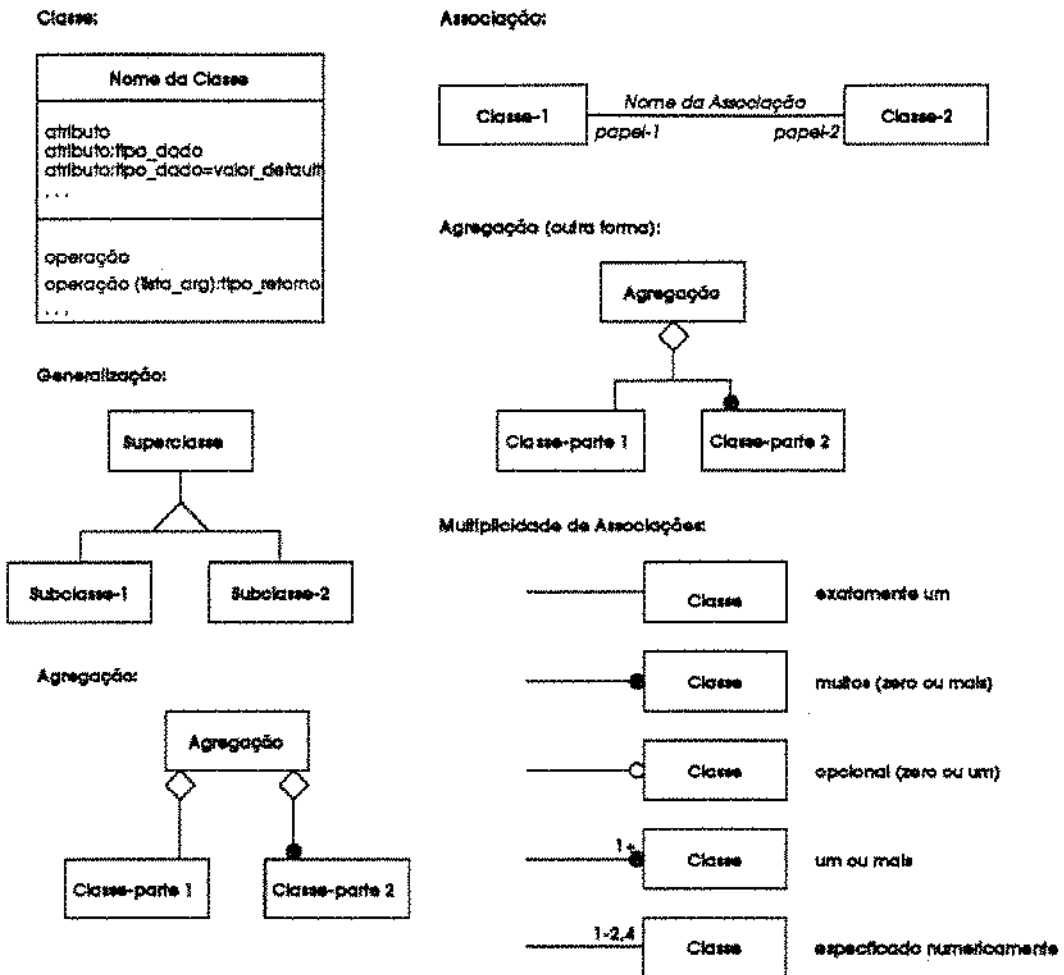 Classe:
Nome da Classe
atributo
atributo:tipo_dado
atributo:tipo_dado=valor_default
. . .
operação
operação (lista_arg):tipo_retorno
. . .
Generalização:
Superclasse
Subclasse-1
Subclasse-2
Agregação:
Agregação
Classe-parte 1
Classe-parte 2
Associação:
Classe-1
Nome da Associação
papel-1
papel-2
Classe-2
Agregação (outra forma):
Agregação
Classe-parte 1
Classe-parte 2
Multiplicidade de Associações:
Classe
exatamente um
Classe
muitos (zero ou mais)
Classe
opcional (zero ou um)
1+
Classe
um ou mais
1-2,4
Classe
especificado numericamente